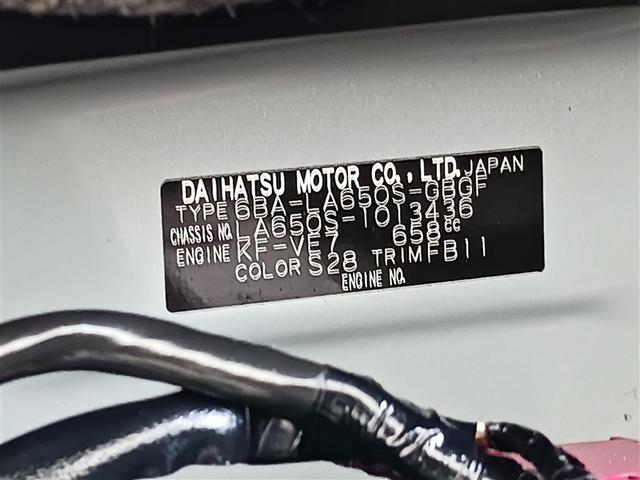 DAIHATSU MOTOR CO., LTD. JAPAN
TYPE 6BA-LA650S-GBGF
CHASSIS NO. LA650S-1013436
ENGINE KF-VE7 658cc
COLOR S28 TRIM FB11
ENGINE NO.